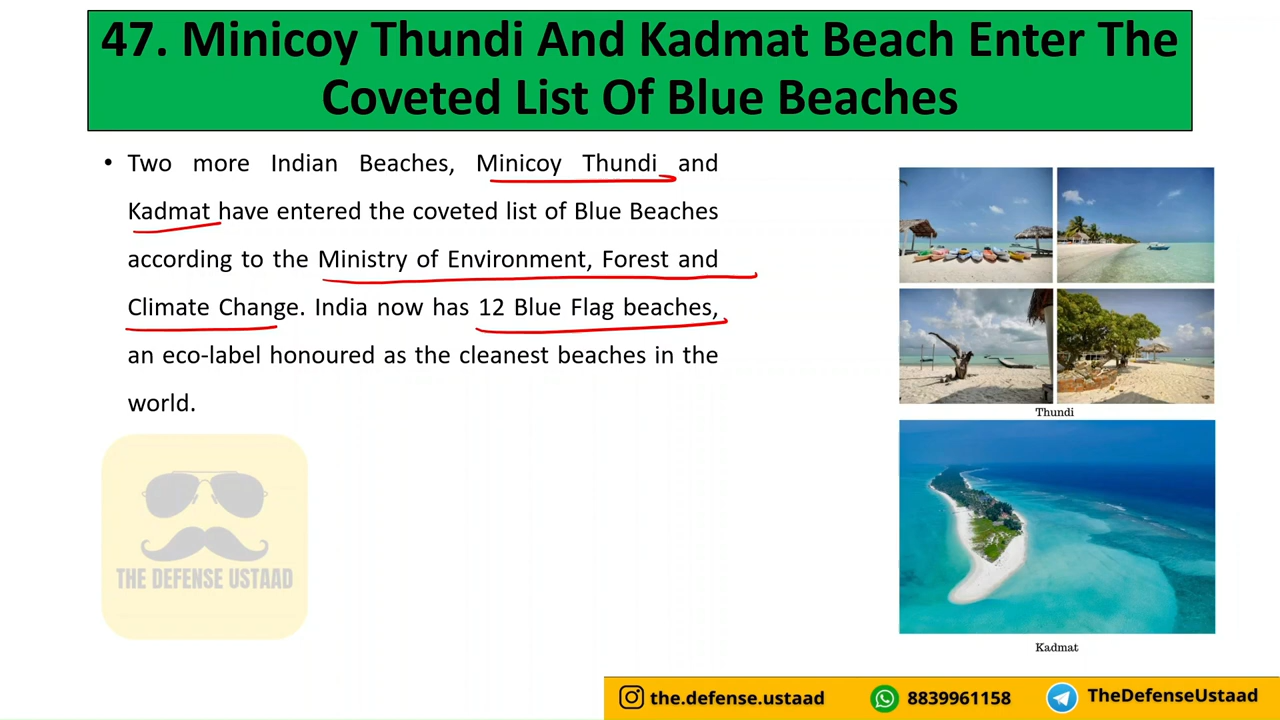 47. Minicoy Thundi And Kadmat Beach Enter The
Coveted List Of Blue Beaches
• Two more Indian Beaches, Minicoy Thundi and
Kadmat have entered the coveted list of Blue Beaches
according to the Ministry of Environment, Forest and
Climate Change. India now has 12 Blue Flag beaches,
an eco-label honoured as the cleanest beaches in the
world.
Thundi
Kadmat
THE DEFENSE USTAAD
the.defense.ustaad
8839961158
TheDefenseUstaad